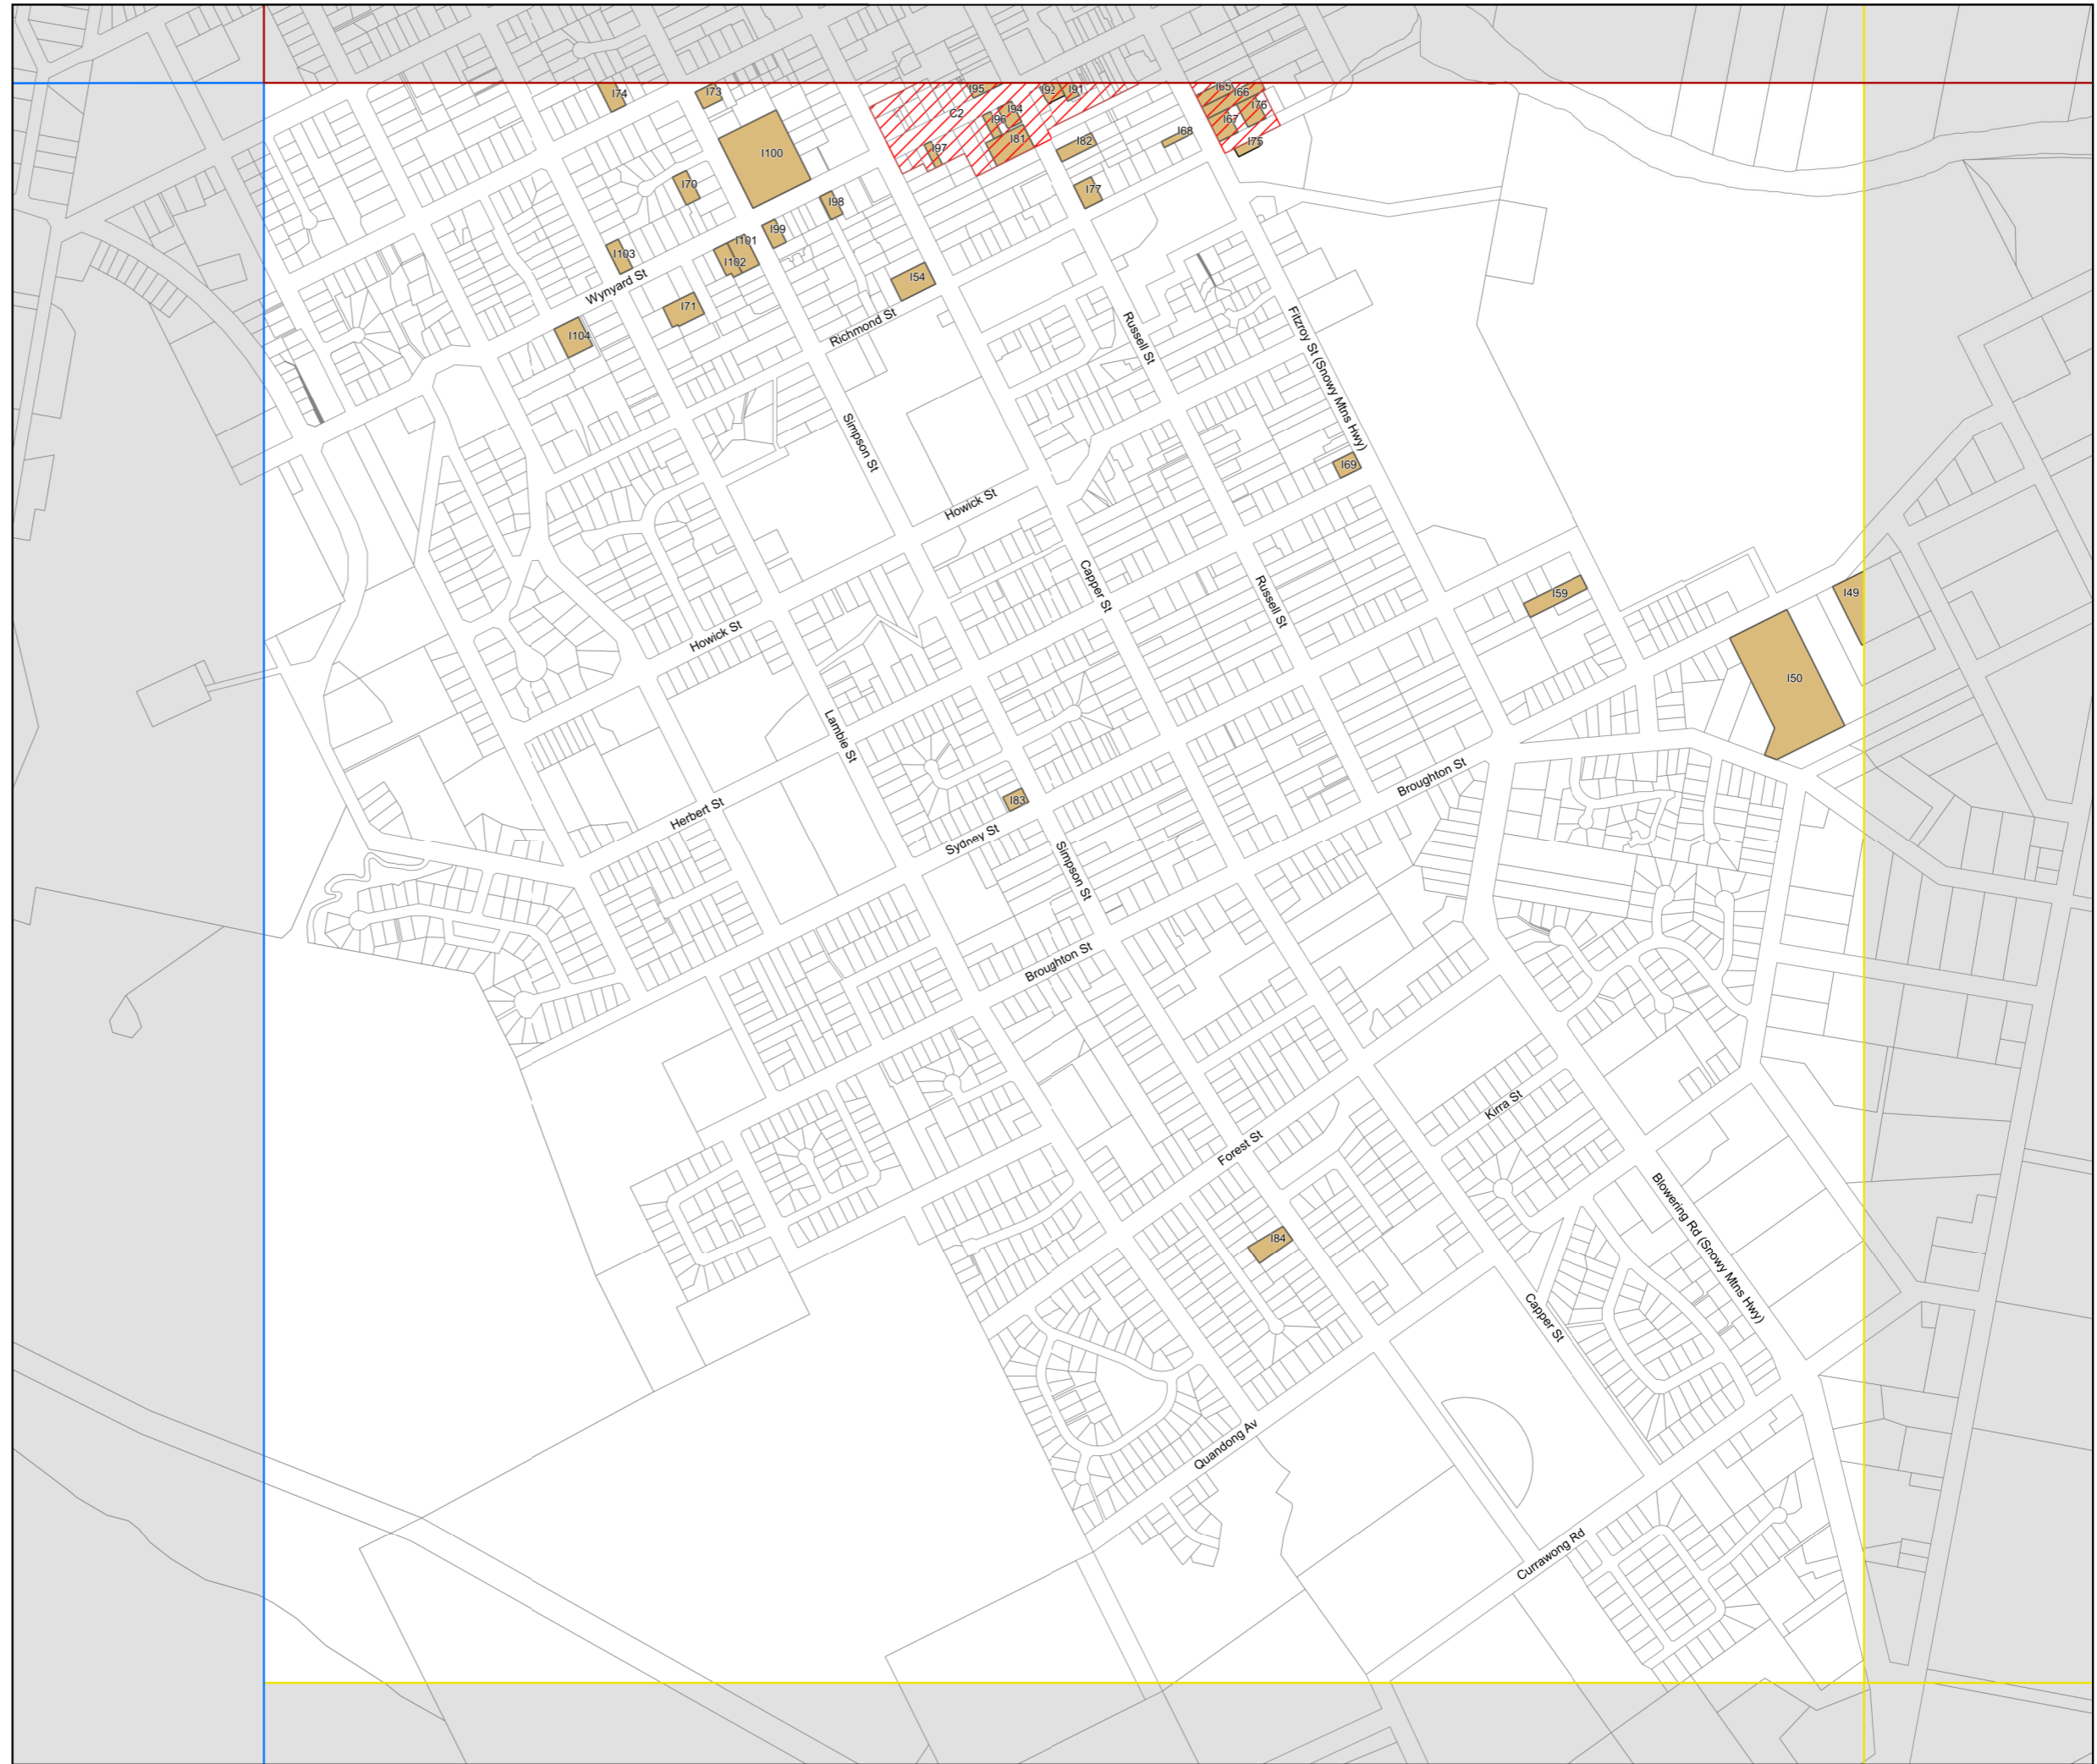 I74
I73
I95
I92
I91
I65
I66
C2
I94
I76
I96
I67
I68
I81
I82
I75
I97
I100
I70
I77
I98
I99
I101
I103
I102
Wynyard St
I54
I71
Richmond St
I104
Russell St
Fitzroy St (Snowy Mtns Hwy)
Simpson St
I69
Howick St
Capper St
Russell St
I59
I49
Howick St
I50
Lambie St
Broughton St
Herbert St
I83
Sydney St
Simpson St
Broughton St
Kirra St
Forest St
Blowering Rd (Snowy Mtns Hwy)
I84
Capper St
Quandong Av
Currawong Rd